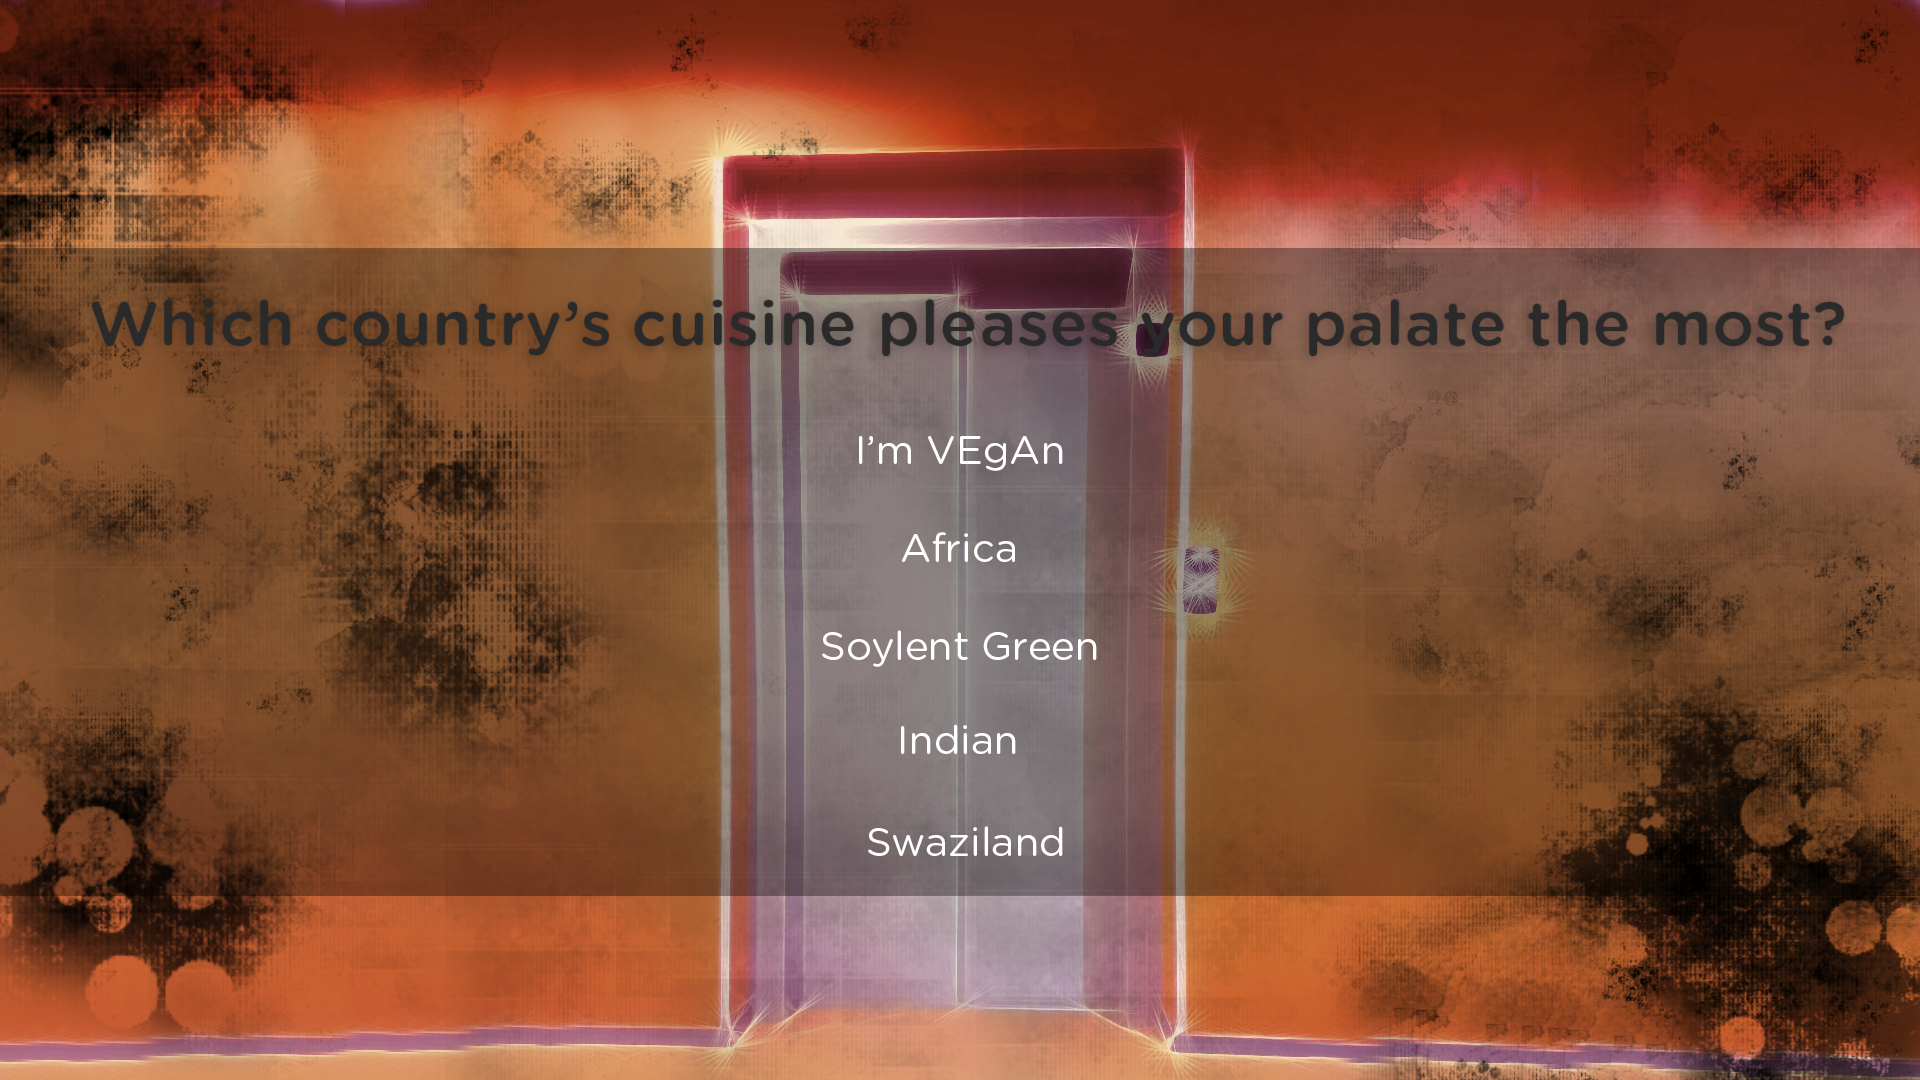 Which country’s cuisine pleases your palate the most?
I’m VEgAn
Africa
Soylent Green
Indian
Swaziland